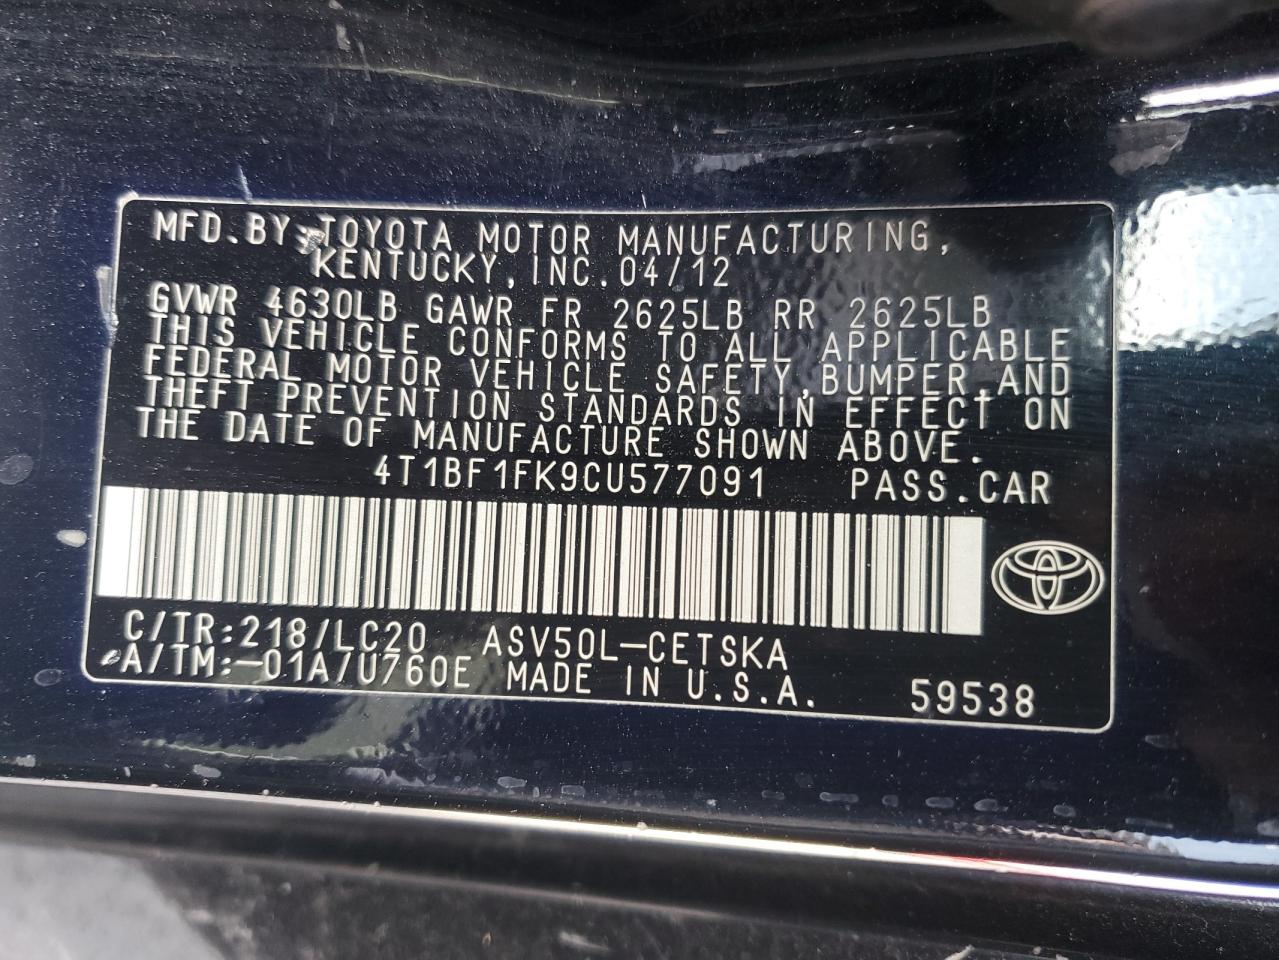 MFD.BY:TOYOTA MOTOR MANUFACTURING,
KENTUCKY,INC.04/12
GVWR 4630LB GAWR FR 2625LB RR 2625LB
THIS VEHICLE CONFORMS TO ALL APPLICABLE
FEDERAL MOTOR VEHICLE SAFETY,BUMPER,AND
THEFT PREVENTION STANDARDS IN EFFECT ON
THE DATE OF MANUFACTURE SHOWN ABOVE.
4T1BF1FK9CU577091 PASS.CAR
C/TR:218/LC20 ASV50L-CETSKA
A/TM:-01A/U760E MADE IN U.S.A. 59538